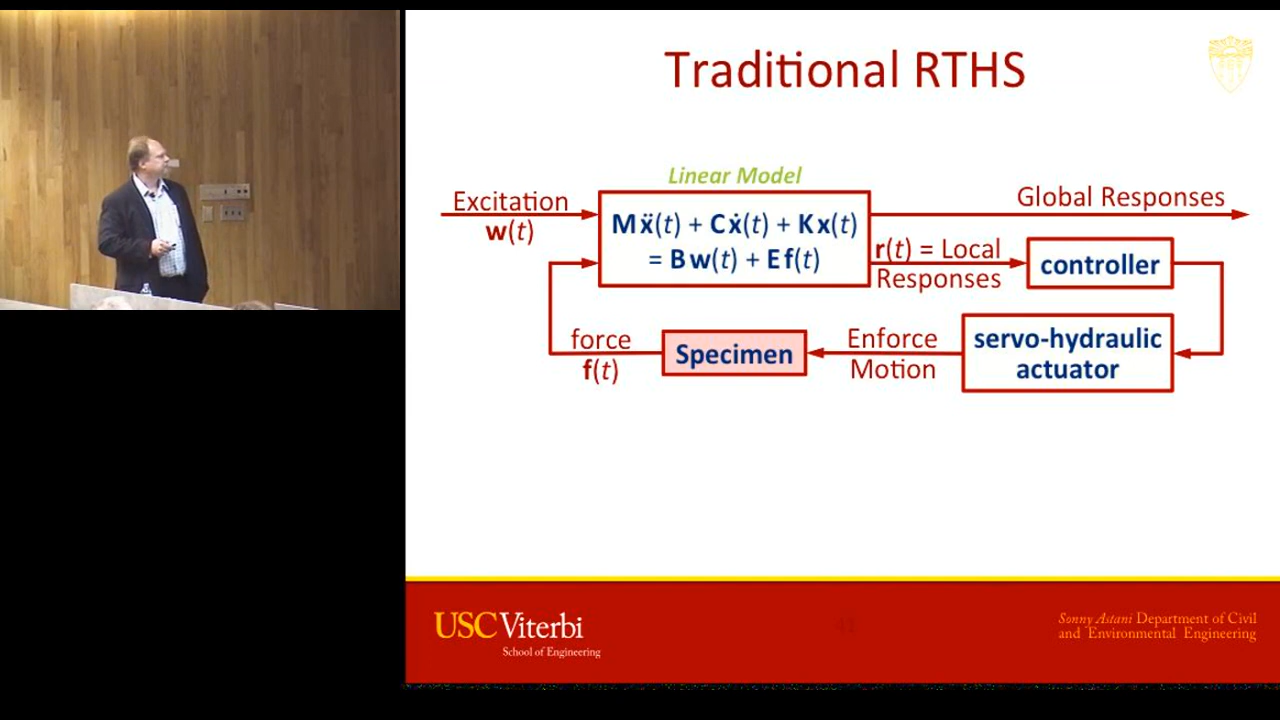 Traditional RTHS
Linear Model
Excitation
w(t)
Mẍ(t) + Cẋ(t) + Kx(t)
= Bw(t) + Ef(t)
Global Responses
r(t) = Local
Responses
controller
force
f(t)
Specimen
Enforce
Motion
servo-hydraulic
actuator
USC Viterbi
School of Engineering
41
Sonny Astani Department of Civil
and Environmental Engineering